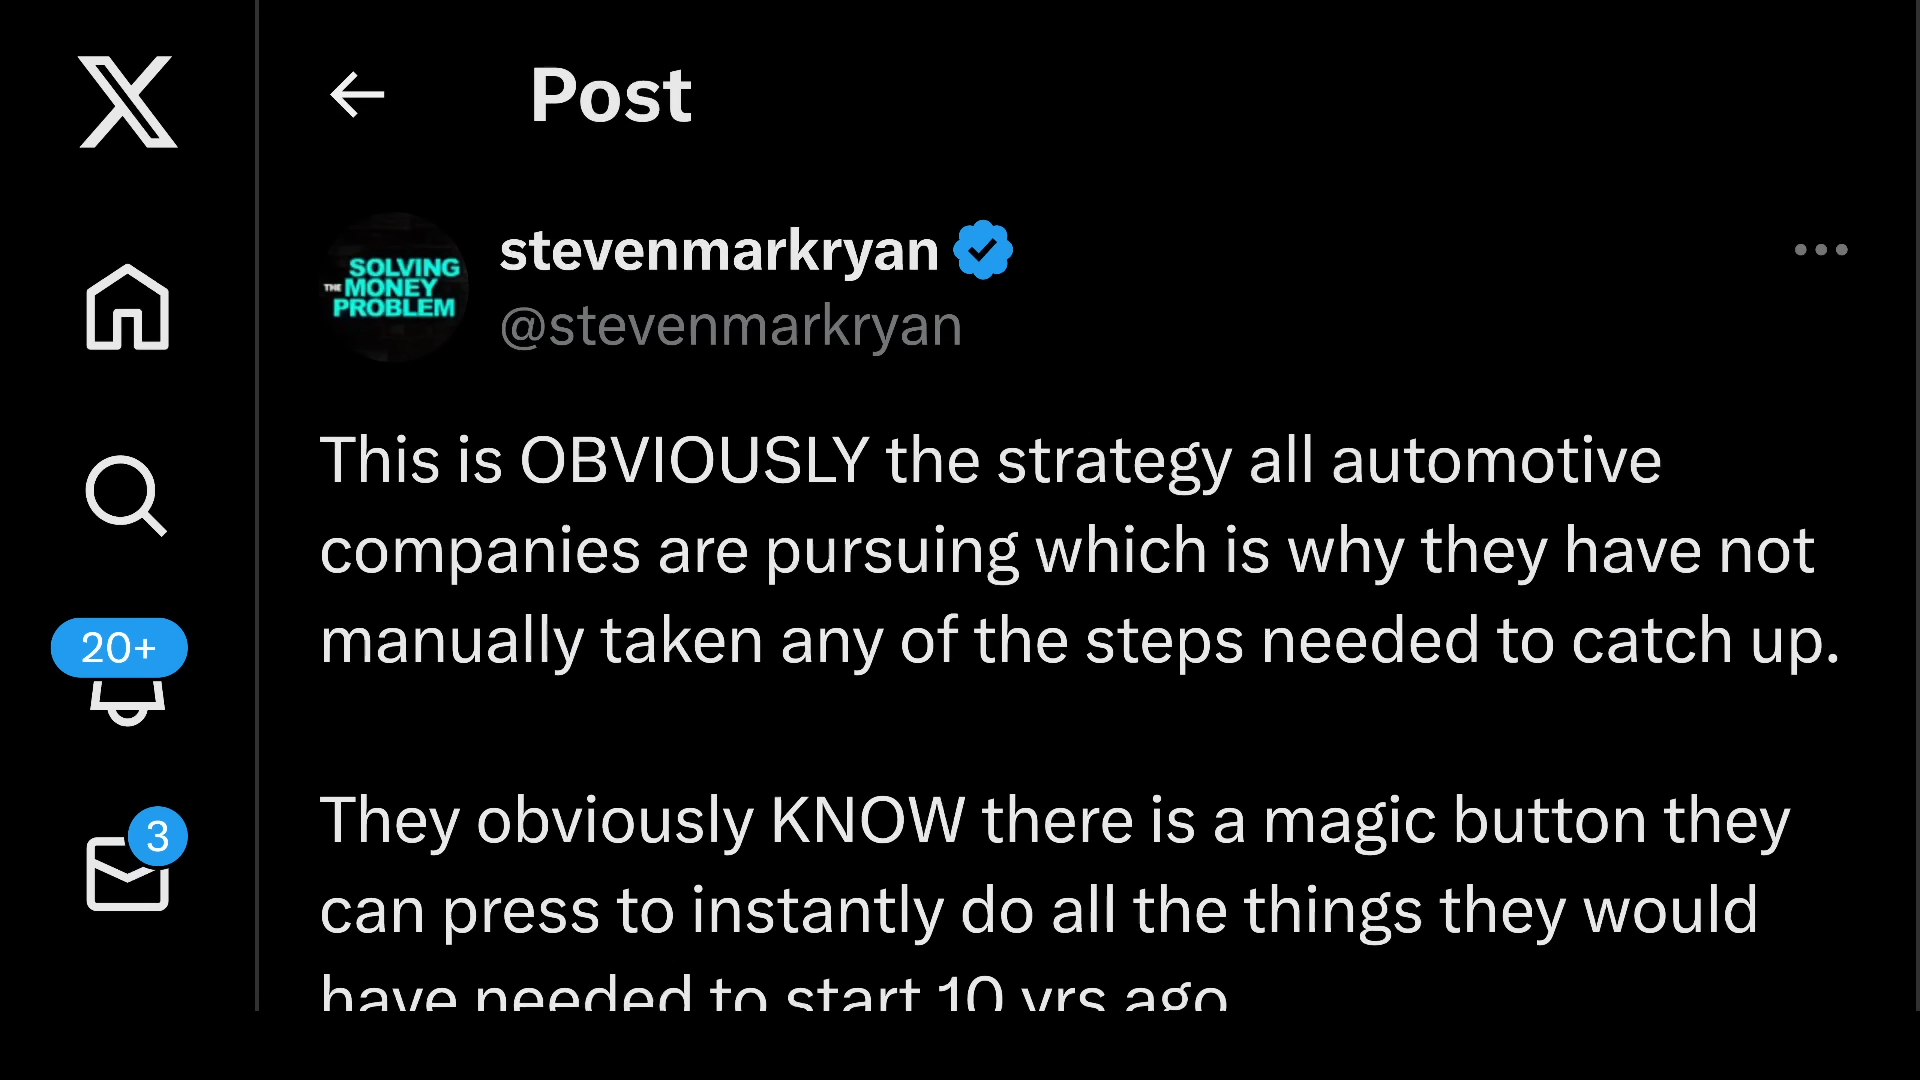 Post
SOLVING
THE MONEY
PROBLEM
stevenmarkryan
@stevenmarkryan
This is OBVIOUSLY the strategy all automotive
companies are pursuing which is why they have not
manually taken any of the steps needed to catch up.
20+
They obviously KNOW there is a magic button they
3
can press to instantly do all the things they would
have needed to start 10 yrs ago